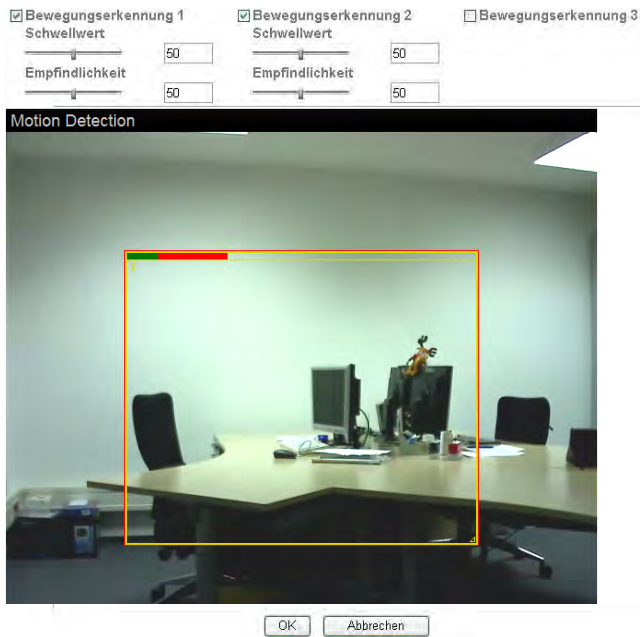 Bewegungserkennung 1 Bewegungserkennung 2 Bewegungserkennung 3
Schwellwert Schwellwert
50 50
Empfindlichkeit Empfindlichkeit
50 50
Motion Detection
1
OK Abbrechen